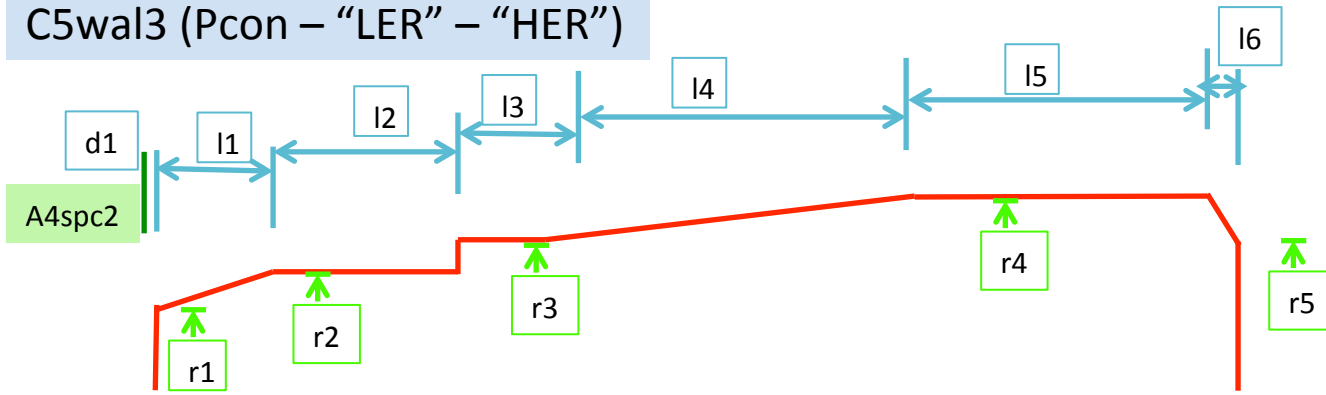 C5wal3 (Pcon – “LER” – “HER”)
l6
l5
l4
l3
l2
l1
d1
A4spc2
r4
r5
r3
r2
r1